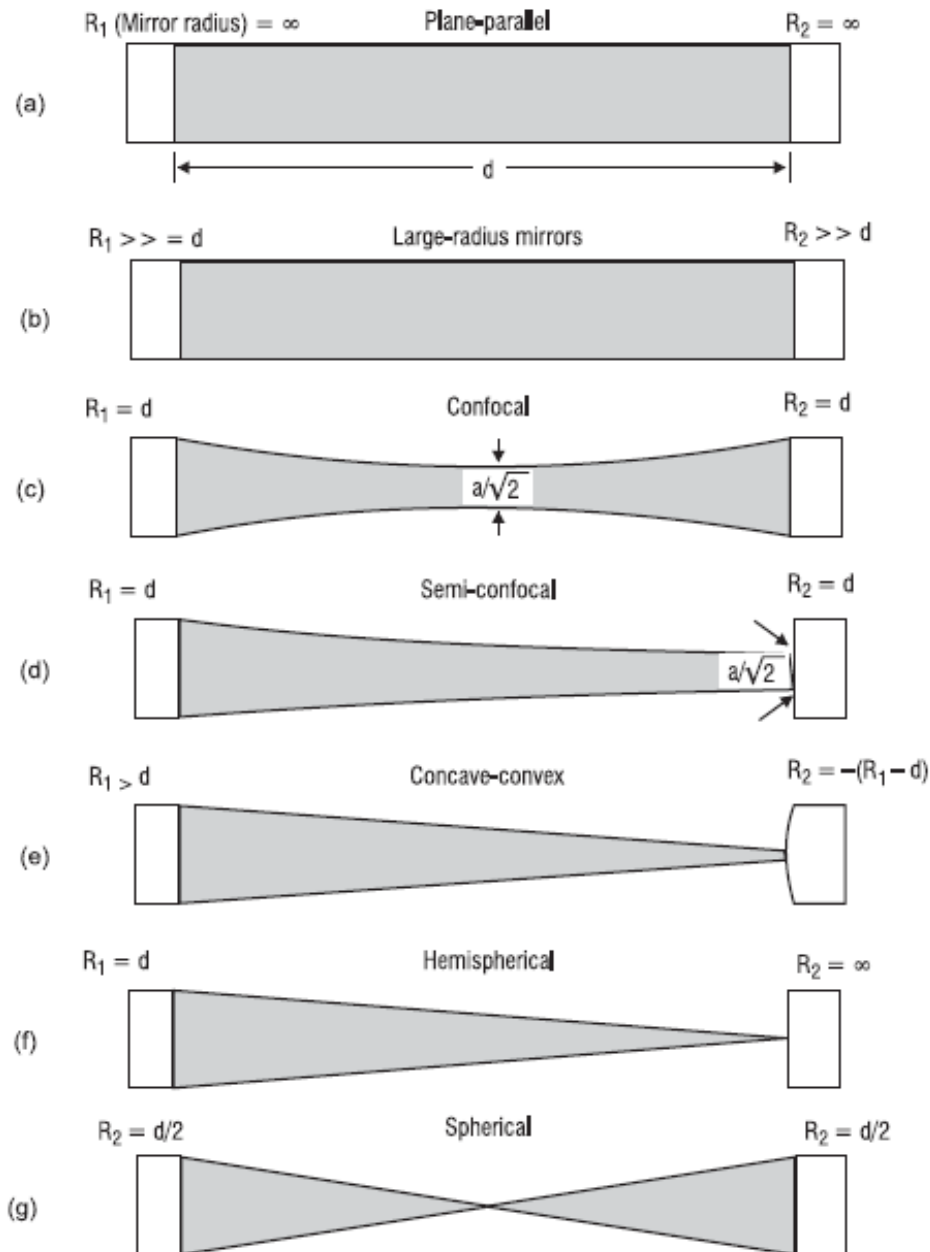 R₁ (Mirror radius) = ∞ Plane-parallel R₂ = ∞
(a)
d
R₁ >> = d Large-radius mirrors R₂ >> d
(b)
R₁ = d Confocal R₂ = d
(c) a/√2
R₁ = d Semi-confocal R₂ = d
(d) a/√2
R₁ > d Concave-convex R₂ = –(R₁ – d)
(e)
R₁ = d Hemispherical R₂ = ∞
(f)
R₂ = d/2 Spherical R₂ = d/2
(g)